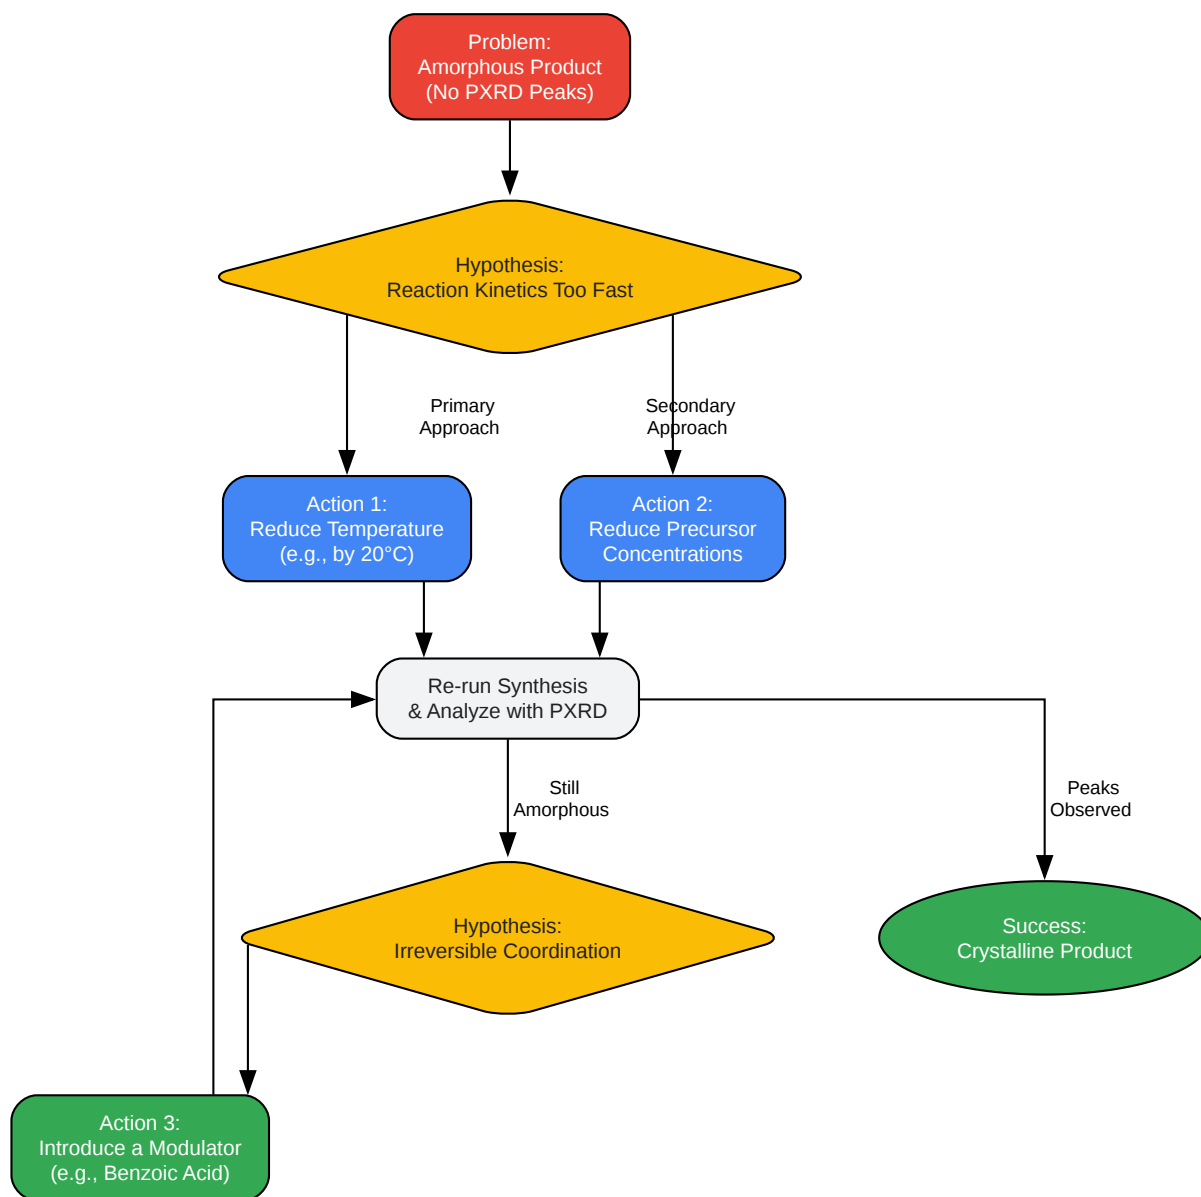 Problem:
Amorphous Product
(No PXRD Peaks)
Hypothesis:
Reaction Kinetics Too Fast
Primary
Approach
Secondary
Approach
Action 1:
Reduce Temperature
(e.g., by 20°C)
Action 2:
Reduce Precursor
Concentrations
Re-run Synthesis
& Analyze with PXRD
Still
Amorphous
Peaks
Observed
Hypothesis:
Irreversible Coordination
Success:
Crystalline Product
Action 3:
Introduce a Modulator
(e.g., Benzoic Acid)